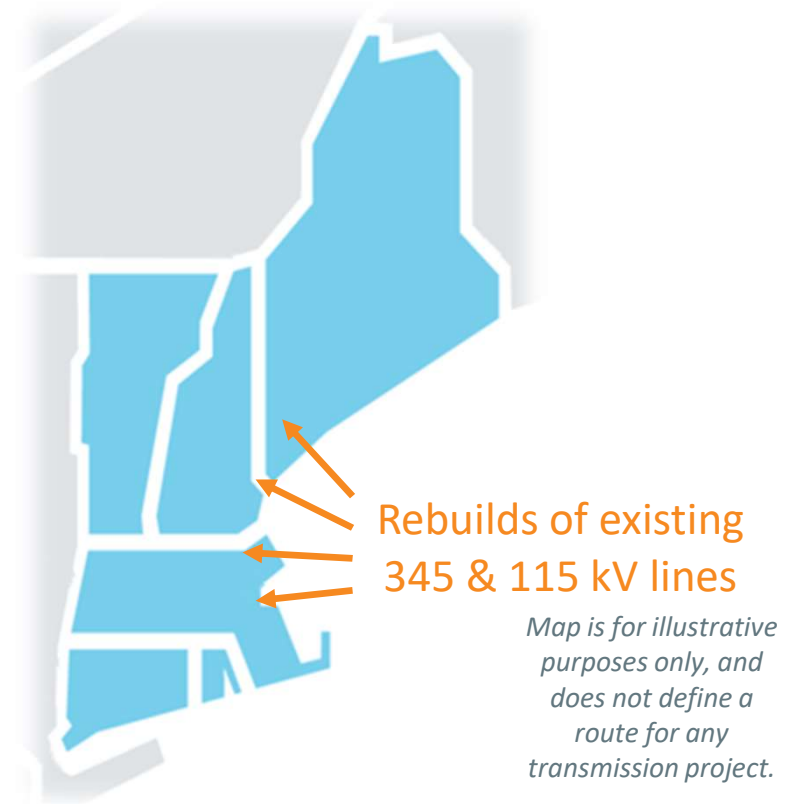 Rebuilds of existing
345 & 115 kV lines
Map is for illustrative
purposes only, and
does not define a
route for any
transmission project.